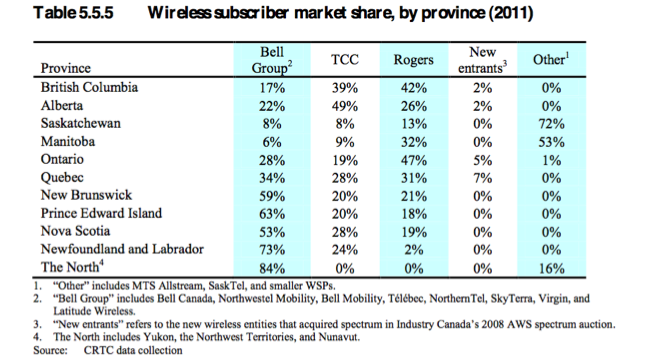 Table 5.5.5 Wireless subscriber market share, by province (2011)
Province Bell Group² TCC Rogers New entrants³ Other¹
British Columbia 17% 39% 42% 2% 0%
Alberta 22% 49% 26% 2% 0%
Saskatchewan 8% 8% 13% 0% 72%
Manitoba 6% 9% 32% 0% 53%
Ontario 28% 19% 47% 5% 1%
Quebec 34% 28% 31% 7% 0%
New Brunswick 59% 20% 21% 0% 0%
Prince Edward Island 63% 20% 18% 0% 0%
Nova Scotia 53% 28% 19% 0% 0%
Newfoundland and Labrador 73% 24% 2% 0% 0%
The North⁴ 84% 0% 0% 0% 16%
1. “Other” includes MTS Allstream, SaskTel, and smaller WSPs.
2. “Bell Group” includes Bell Canada, Northwestel Mobility, Bell Mobility, Télébec, NorthernTel, SkyTerra, Virgin, and
Latitude Wireless.
3. “New entrants” refers to the new wireless entities that acquired spectrum in Industry Canada’s 2008 AWS spectrum auction.
4. The North includes Yukon, the Northwest Territories, and Nunavut.
Source: CRTC data collection